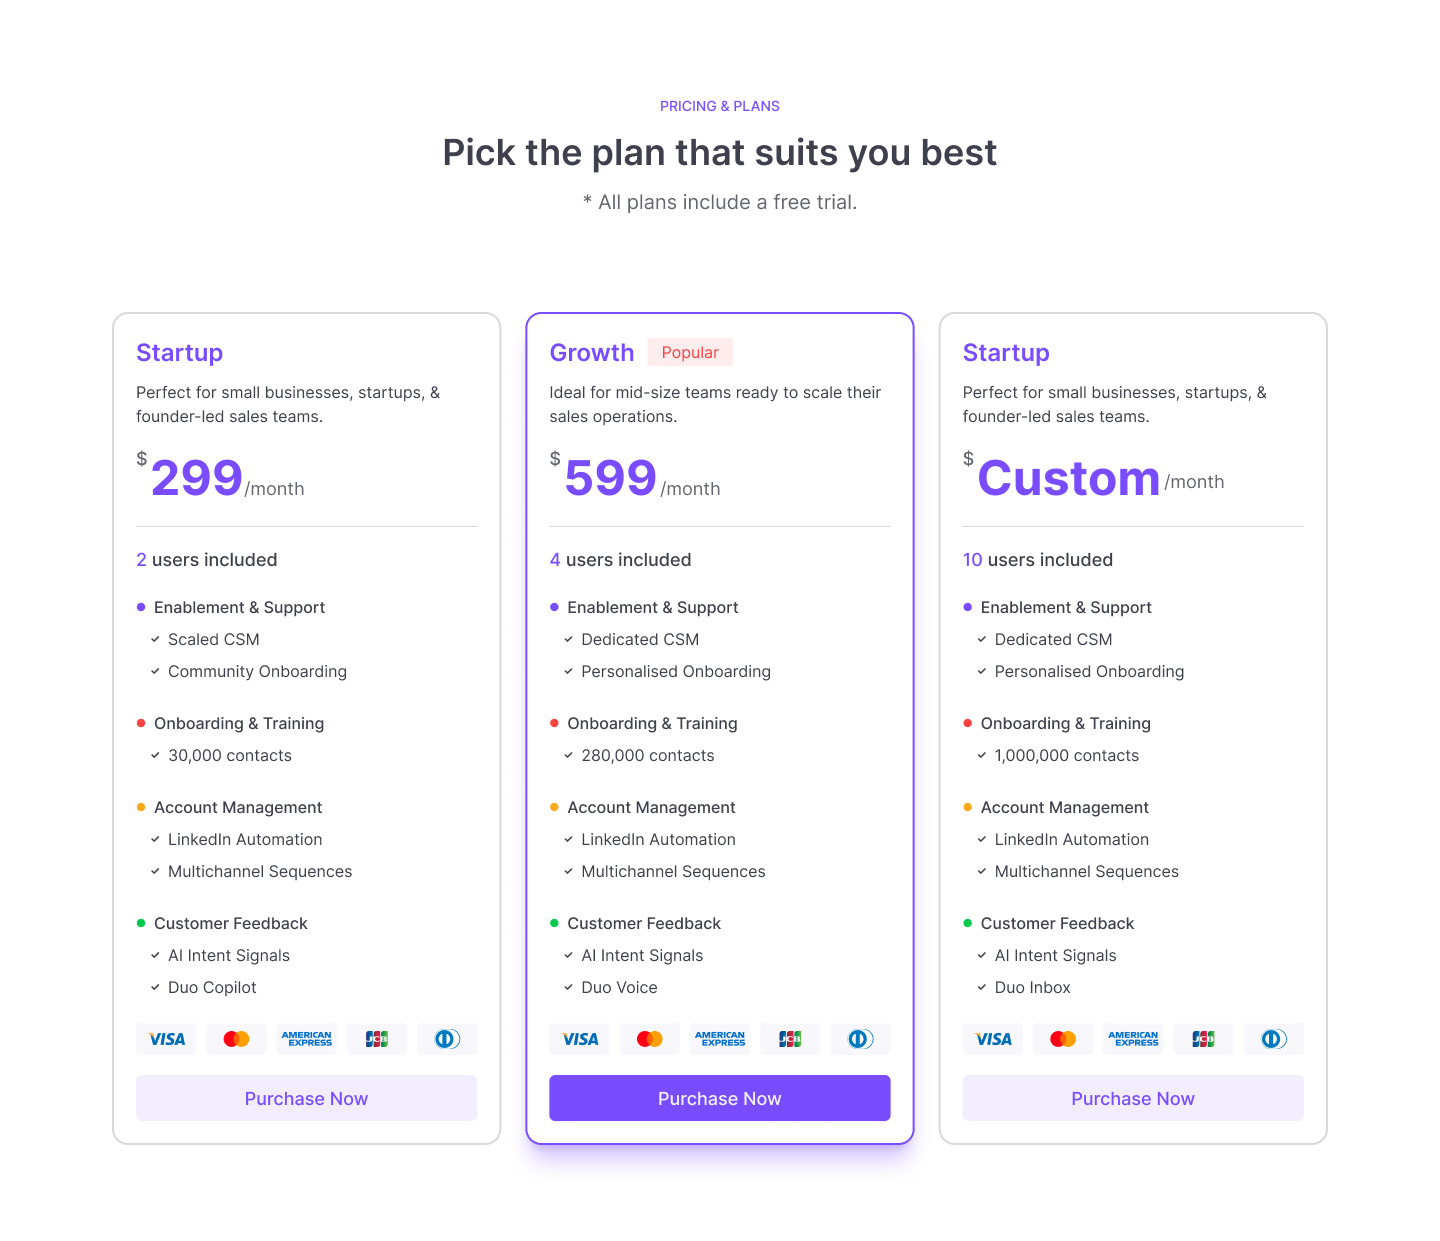 PRICING & PLANS
Pick the plan that suits you best
* All plans include a free trial.
Startup
Perfect for small businesses, startups, &
founder-led sales teams.
$299/month
2 users included
Enablement & Support
Scaled CSM
Community Onboarding
Onboarding & Training
30,000 contacts
Account Management
LinkedIn Automation
Multichannel Sequences
Customer Feedback
AI Intent Signals
Duo Copilot
VISA
AMERICAN
EXPRESS
JCB
Purchase Now
Growth Popular
Ideal for mid-size teams ready to scale their
sales operations.
$599/month
4 users included
Enablement & Support
Dedicated CSM
Personalised Onboarding
Onboarding & Training
280,000 contacts
Account Management
LinkedIn Automation
Multichannel Sequences
Customer Feedback
AI Intent Signals
Duo Voice
VISA
AMERICAN
EXPRESS
JCB
Purchase Now
Startup
Perfect for small businesses, startups, &
founder-led sales teams.
$Custom/month
10 users included
Enablement & Support
Dedicated CSM
Personalised Onboarding
Onboarding & Training
1,000,000 contacts
Account Management
LinkedIn Automation
Multichannel Sequences
Customer Feedback
AI Intent Signals
Duo Inbox
VISA
AMERICAN
EXPRESS
JCB
Purchase Now